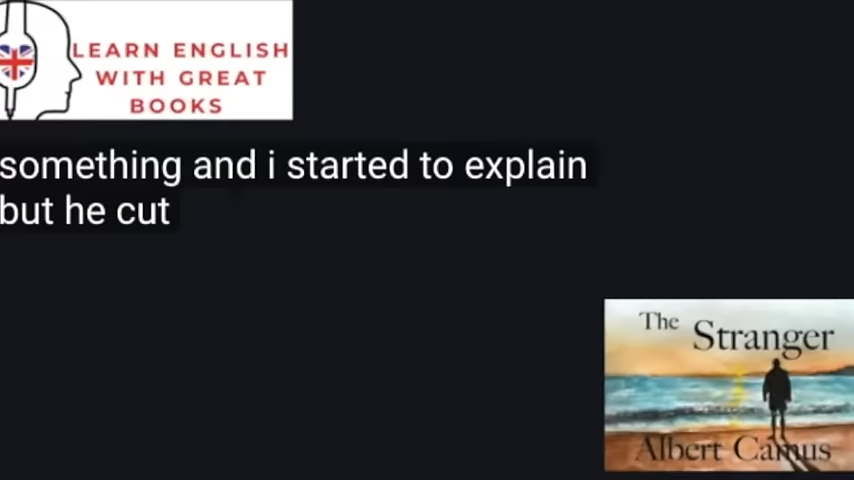 LEARN ENGLISH
WITH GREAT
BOOKS
something and i started to explain
but he cut
The Stranger
Albert Camus